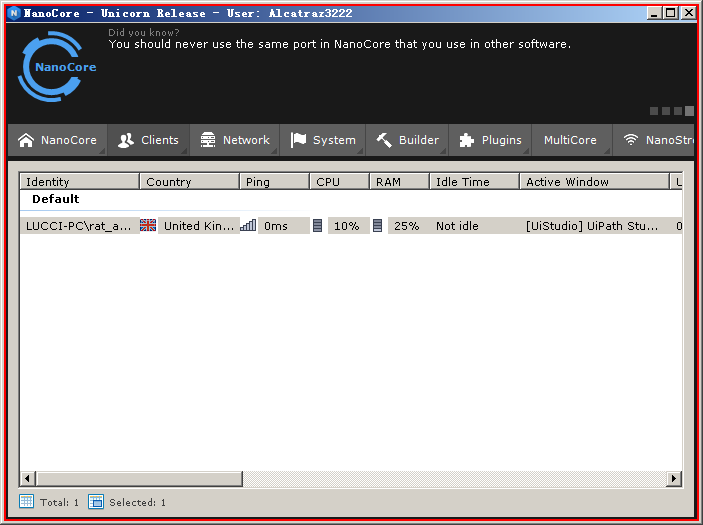 NanoCore - Unicorn Release - User: Alcatraz3222
Did you know?
You should never use the same port in NanoCore that you use in other software.
NanoCore
NanoCore Clients Network System Builder Plugins MultiCore NanoStr
Identity Country Ping CPU RAM Idle Time Active Window U
Default
LUCCI-PC\rat_a... United Kin... 0ms 10% 25% Not idle [UiStudio] UiPath Stu... 0
Total: 1 Selected: 1